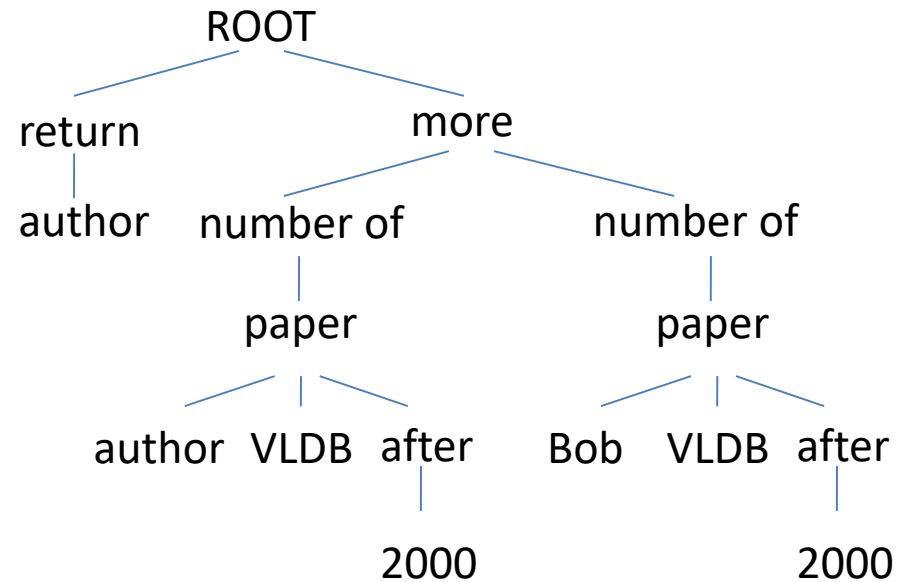 ROOT
return more
author number of number of
paper paper
author VLDB after Bob VLDB after
2000 2000